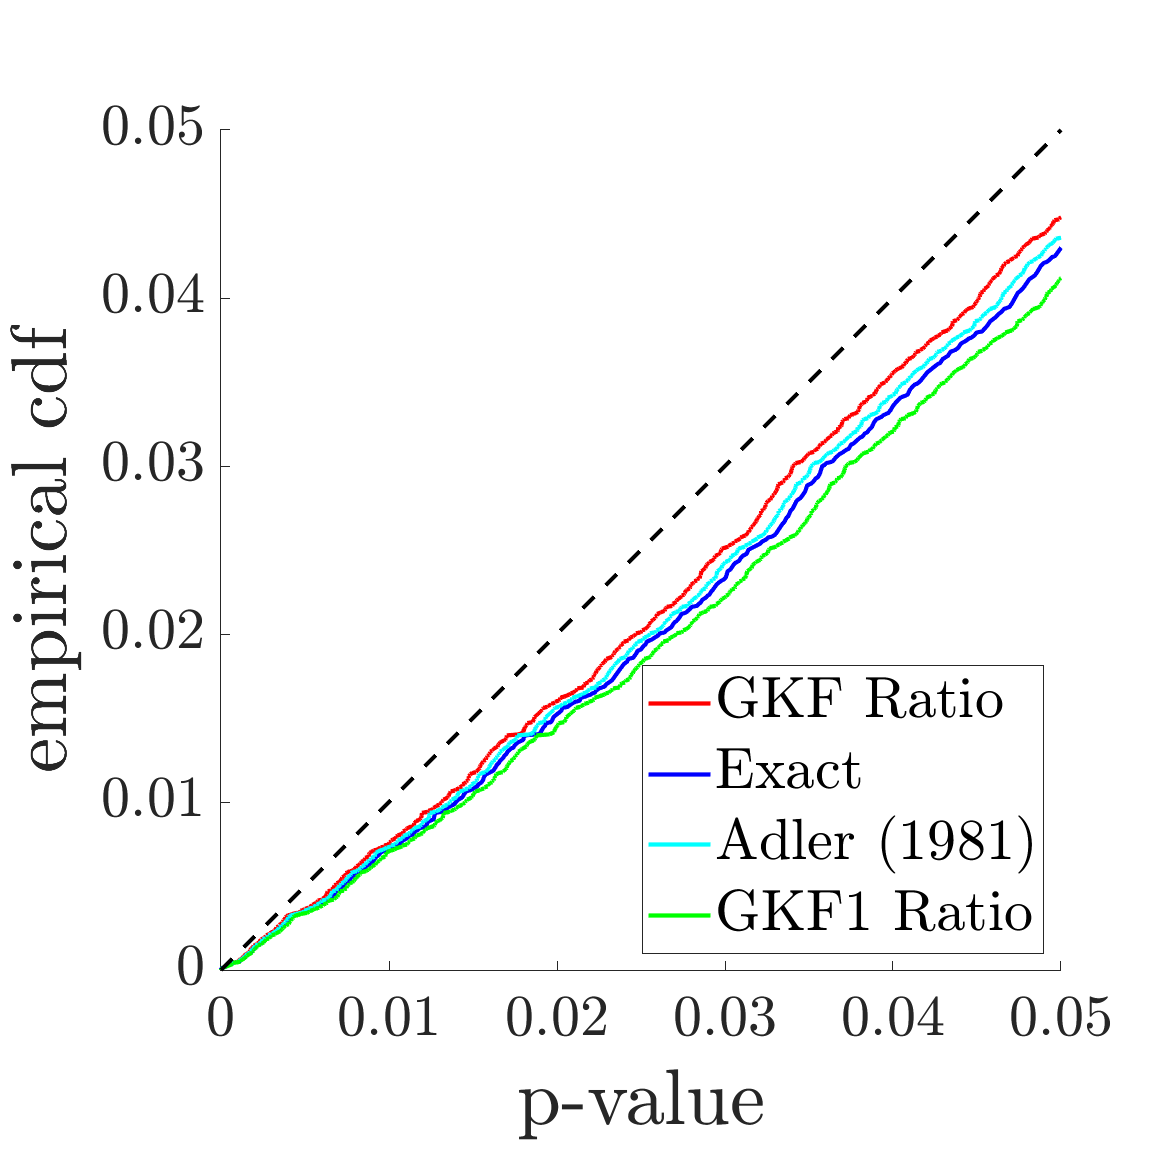 0.05
0.04
0.03
0.02
0.01
0
empirical cdf
GKF Ratio
Exact
Adler (1981)
GKF1 Ratio
0 0.01 0.02 0.03 0.04 0.05
p-value